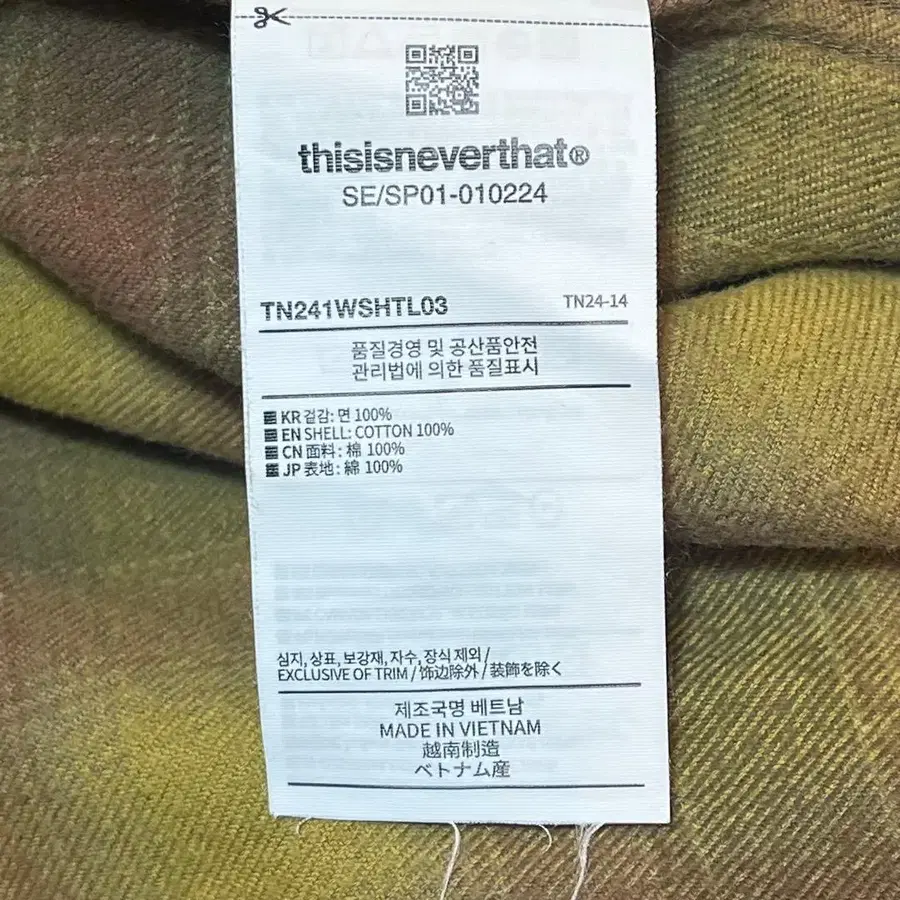 thisisneverthat®
SE/SP01-010224
TN241WSHTL03
TN24-14
품질경영 및 공산품안전
관리법에 의한 품질표시
KR 겉감: 면 100%
EN SHELL: COTTON 100%
CN 面料: 棉 100%
JP 表地: 綿 100%
심지, 상표, 보강재, 자수, 장식 제외 /
EXCLUSIVE OF TRIM / 饰边除外 / 装飾を除く
제조국명 베트남
MADE IN VIETNAM
越南制造
ベトナム産